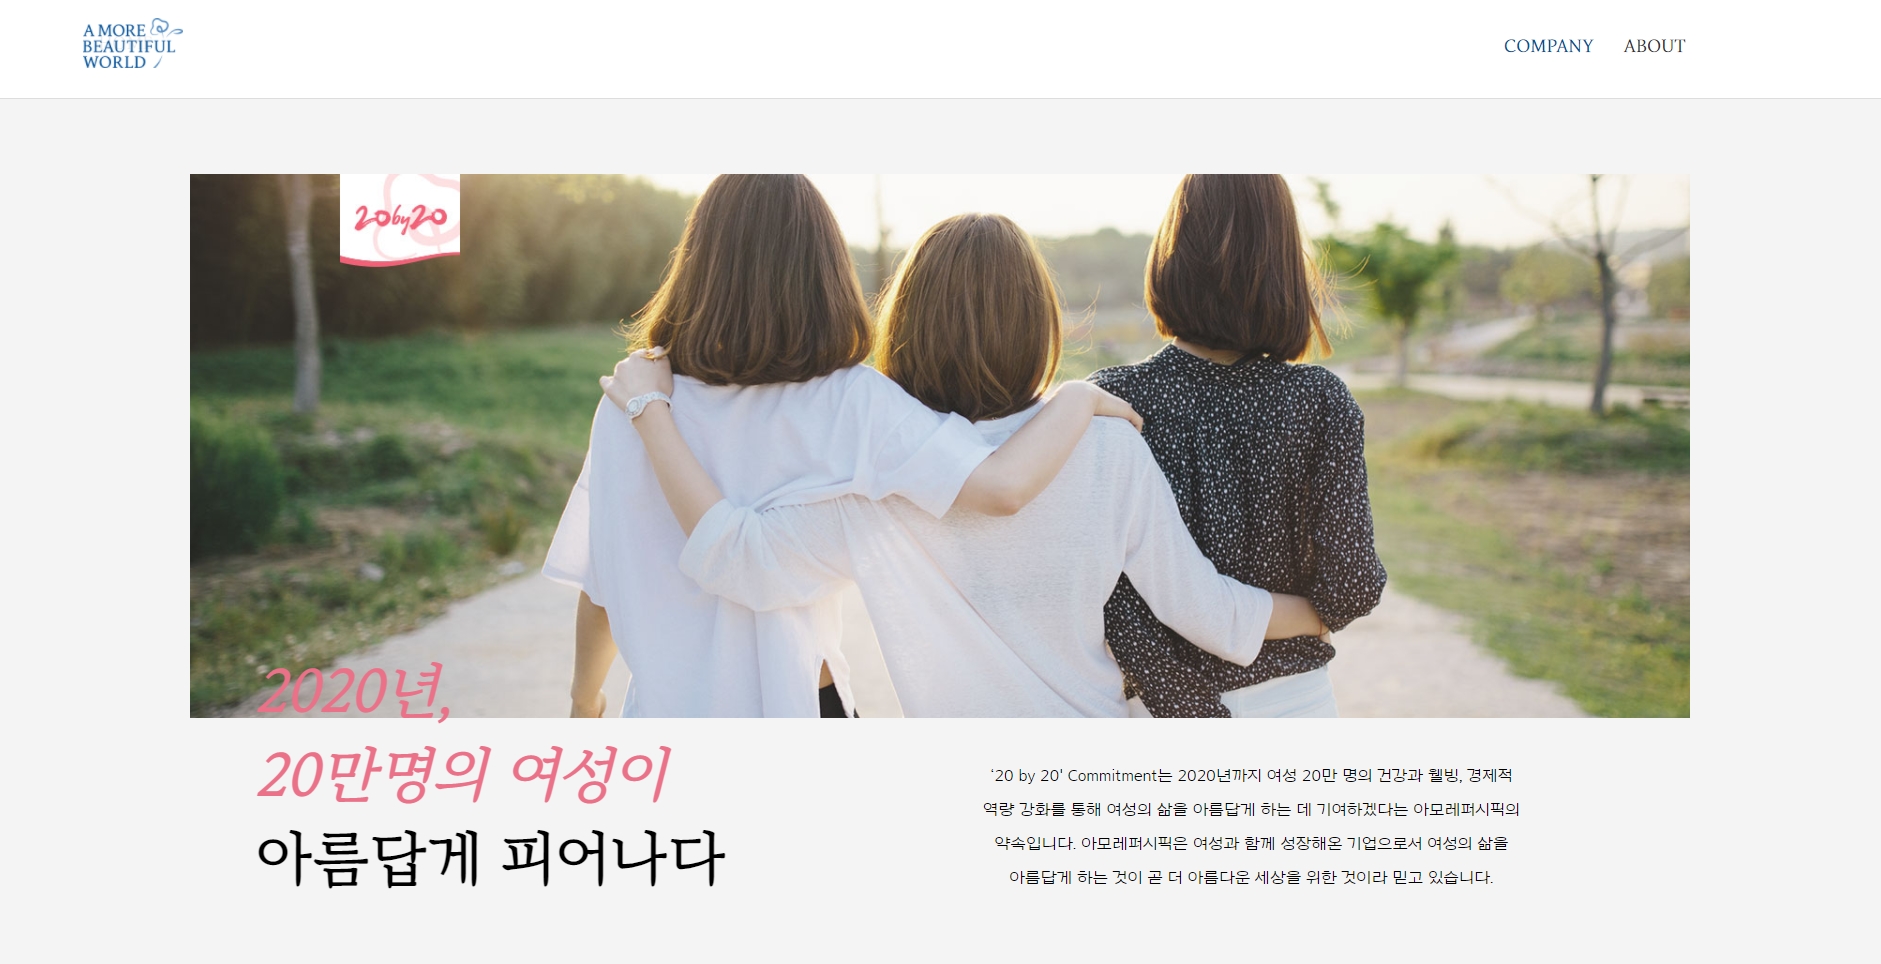 A MORE
BEAUTIFUL
WORLD
COMPANY ABOUT
20 by 20
2020년,
20만명의 여성이
아름답게 피어나다
‘20 by 20' Commitment는 2020년까지 여성 20만 명의 건강과 웰빙, 경제적
역량 강화를 통해 여성의 삶을 아름답게 하는 데 기여하겠다는 아모레퍼시픽의
약속입니다. 아모레퍼시픽은 여성과 함께 성장해온 기업으로서 여성의 삶을
아름답게 하는 것이 곧 더 아름다운 세상을 위한 것이라 믿고 있습니다.